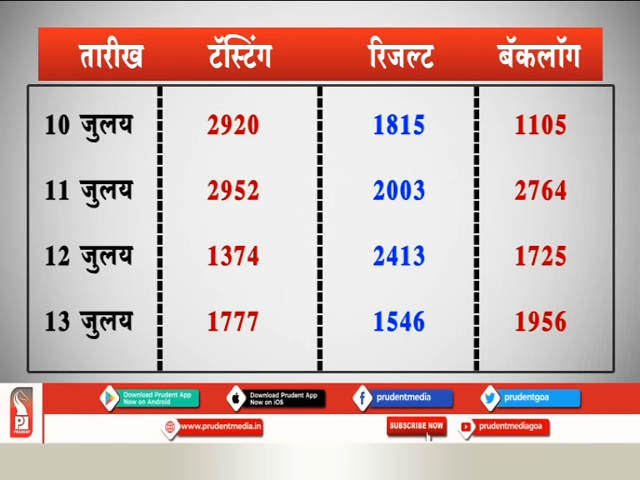 तारीख टॅस्टिंग रिजल्ट बॅकलॉग
10 जुलय 2920 1815 1105
11 जुलय 2952 2003 2764
12 जुलय 1374 2413 1725
13 जुलय 1777 1546 1956
Download Prudent App
Now on Android
Download Prudent App
Now on iOS
prudentmedia
prudentgoa
PRUDENT
www.prudentmedia.in
SUBSCRIBE NOW
prudentmediagoa